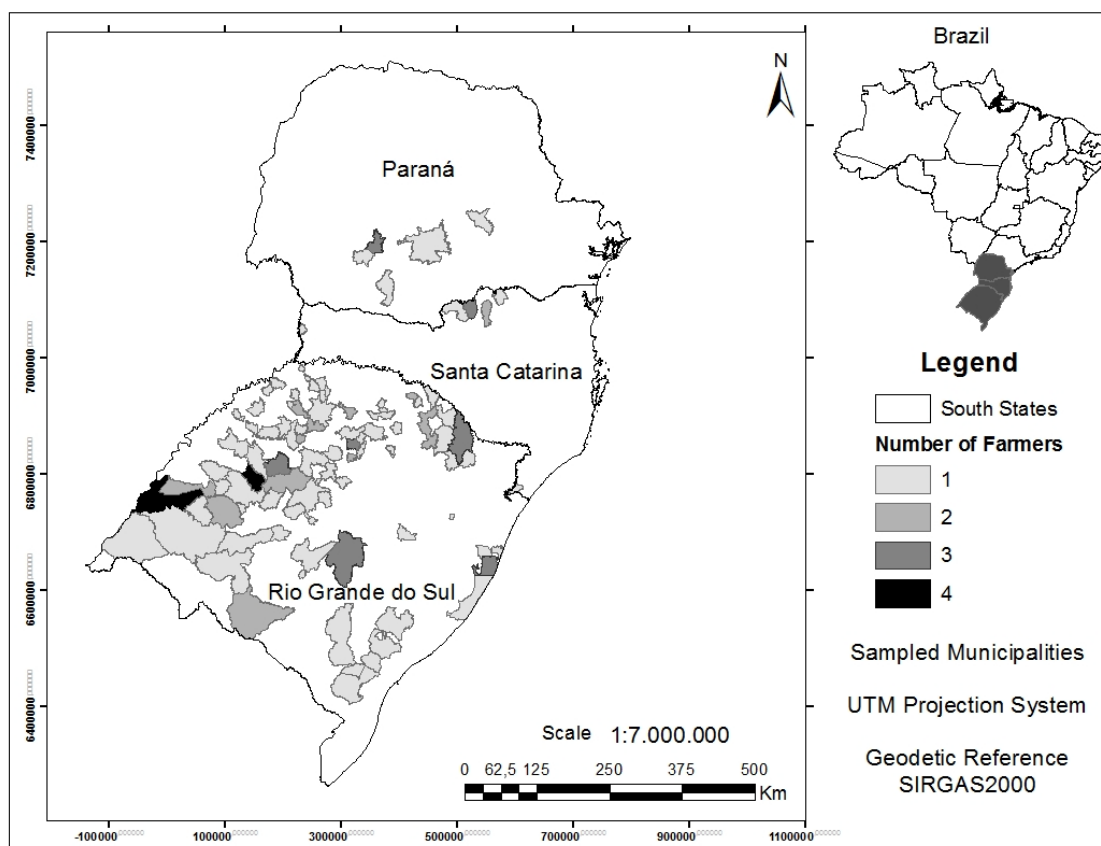 Brazil
N
Paraná
Santa Catarina
Rio Grande do Sul
7400000
7200000
7000000
6800000
6600000
6400000
Scale 1:7.000.000
0 62,5 125 250 375 500
Km
-100000 100000 300000 500000 700000 900000 1100000
Legend
South States
Number of Farmers
1
2
3
4
Sampled Municipalities
UTM Projection System
Geodetic Reference
SIRGAS2000